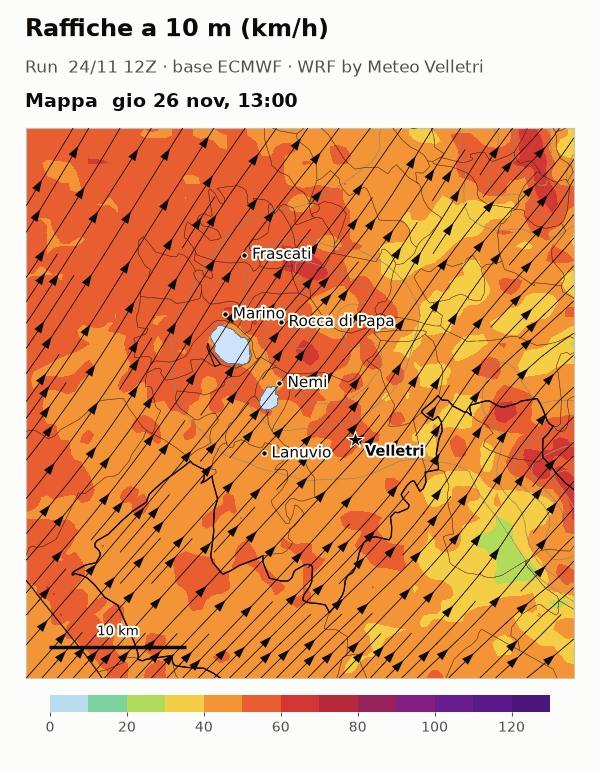 Raffiche a 10 m (km/h)
Run  24/11 12Z · base ECMWF · WRF by Meteo Velletri
Mappa  gio 26 nov, 13:00
Frascati
Marino
Rocca di Papa
Nemi
Velletri
Lanuvio
10 km
0 20 40 60 80 100 120